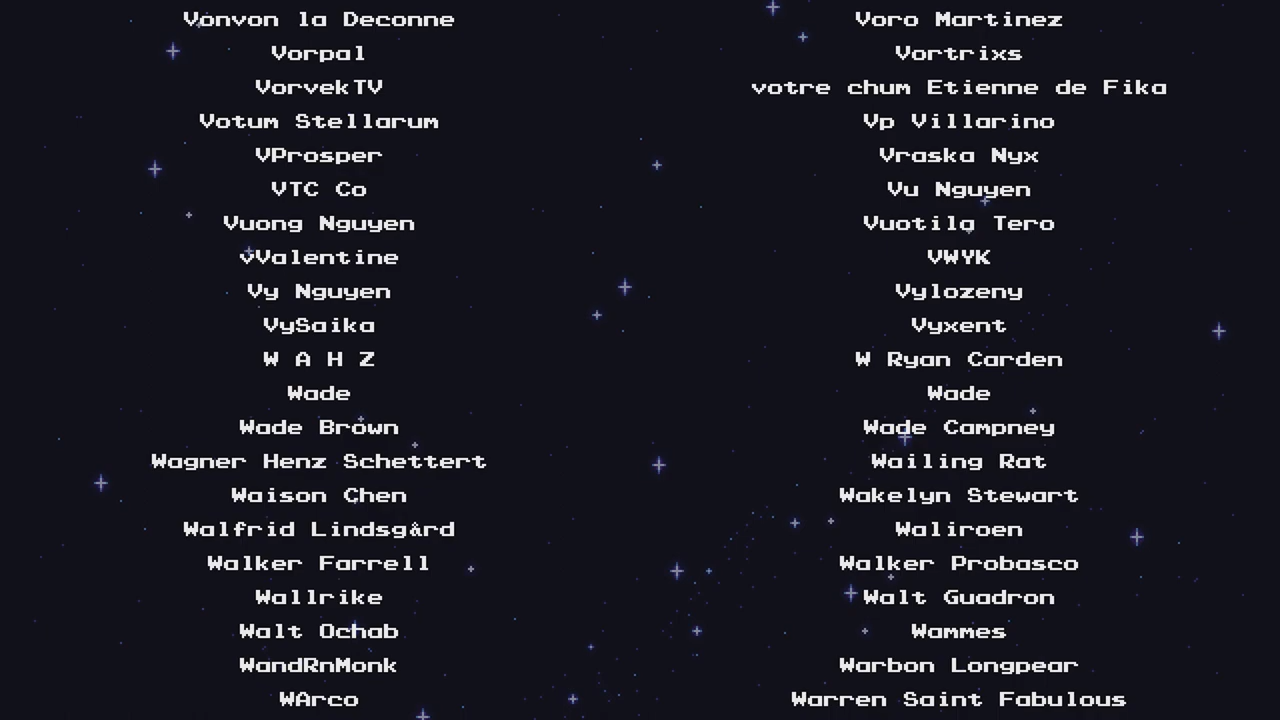 Vonvon la Deconne
Voro Martinez
Vorpal
Vortrixs
VorvekTV
votre chum Etienne de Fika
Votum Stellarum
Vp Villarino
VProsper
Vraska Nyx
VTC Co
Vu Nguyen
Vuong Nguyen
Vuotila Tero
vValentine
VWYK
Vy Nguyen
Vylozeny
VySaika
Vyxent
W A H Z
W Ryan Carden
Wade
Wade
Wade Brown
Wade Campney
Wagner Henz Schettert
Wailing Rat
Waison Chen
Wakelyn Stewart
Walfrid Lindsgård
Waliroen
Walker Farrell
Walker Probasco
Wallrike
Walt Guadron
Walt Ochab
Wammes
WandRnMonk
Warbon Longpear
WArco
Warren Saint Fabulous